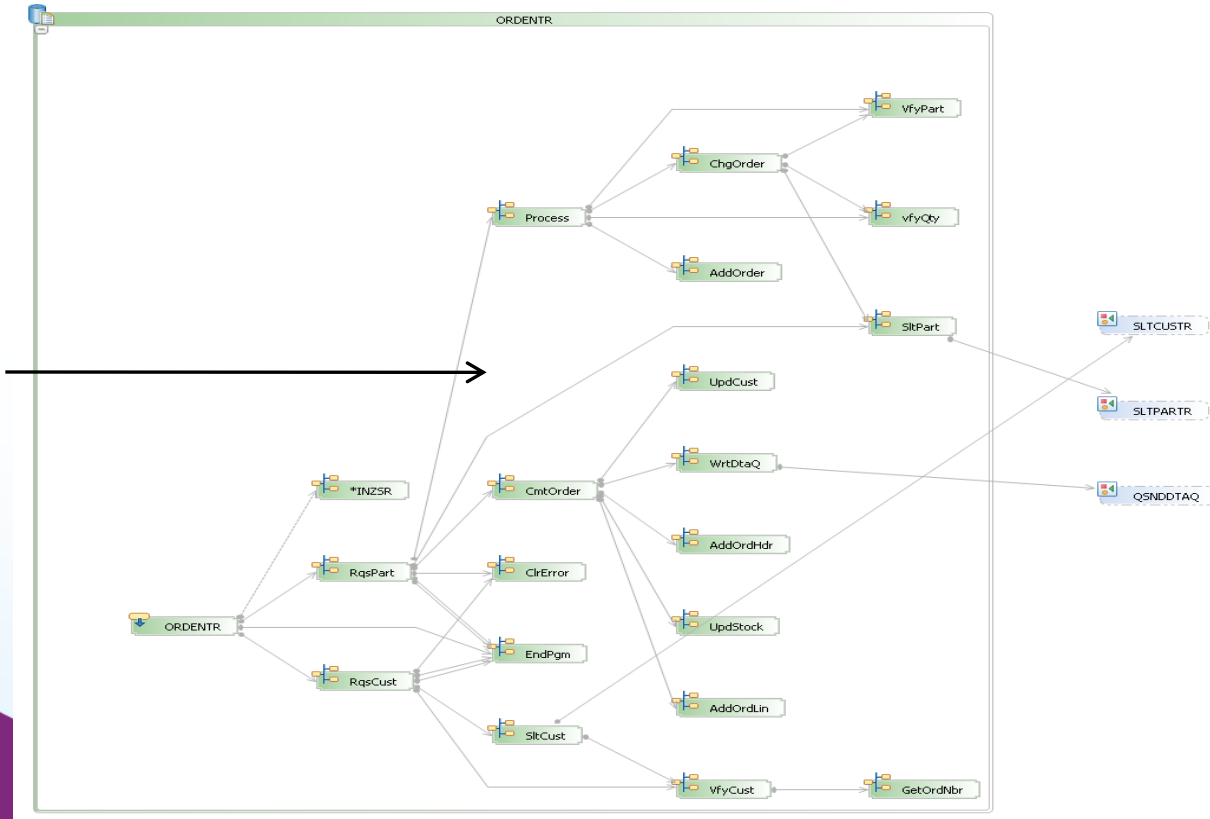 ORDENTR
VfyPart
ChgOrder
Process
vfyQty
AddOrder
SltPart
SLTCUSTR
UpdCust
SLTPARTR
WrtDtaQ
*INZSR
CmtOrder
QSNDDTAQ
AddOrdHdr
RqsPart
ClrError
ORDENTR
UpdStock
EndPgm
RqsCust
AddOrdLin
SltCust
VfyCust
GetOrdNbr